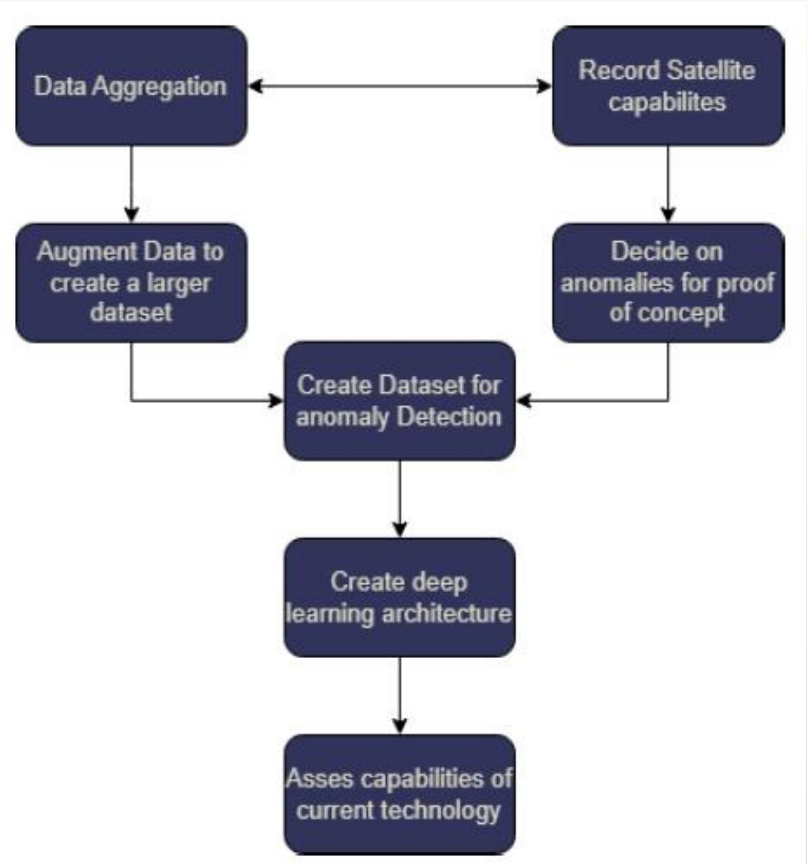 Data Aggregation
Record Satellite
capabilites
Augment Data to
create a larger
dataset
Decide on
anomalies for proof
of concept
Create Dataset for
anomaly Detection
Create deep
learning architecture
Asses capabilities of
current technology